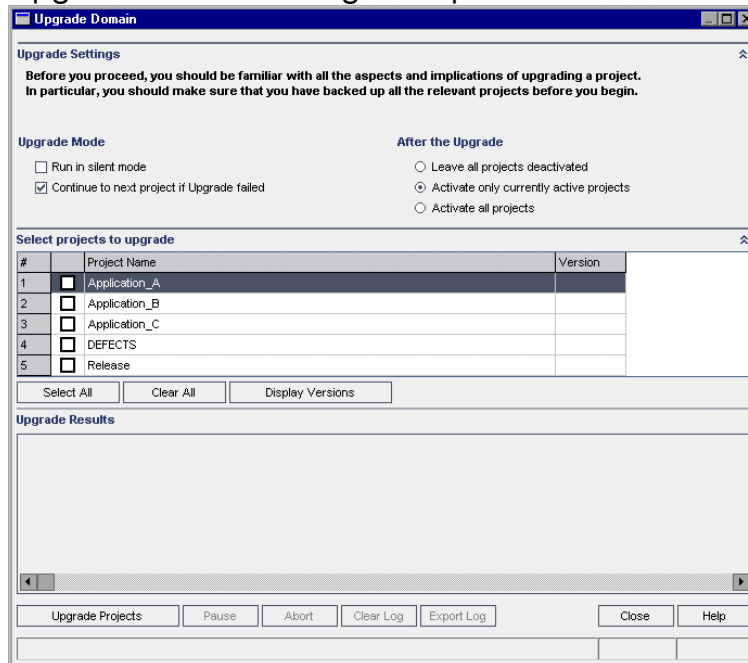 Upgrade Domain
Upgrade Settings
Before you proceed, you should be familiar with all the aspects and implications of upgrading a project.
In particular, you should make sure that you have backed up all the relevant projects before you begin.
Upgrade Mode
After the Upgrade
Run in silent mode
Leave all projects deactivated
Continue to next project if Upgrade failed
Activate only currently active projects
Activate all projects
Select projects to upgrade
# Project Name Version
1 Application_A
2 Application_B
3 Application_C
4 DEFECTS
5 Release
Select All Clear All Display Versions
Upgrade Results
Upgrade Projects Pause Abort Clear Log Export Log Close Help